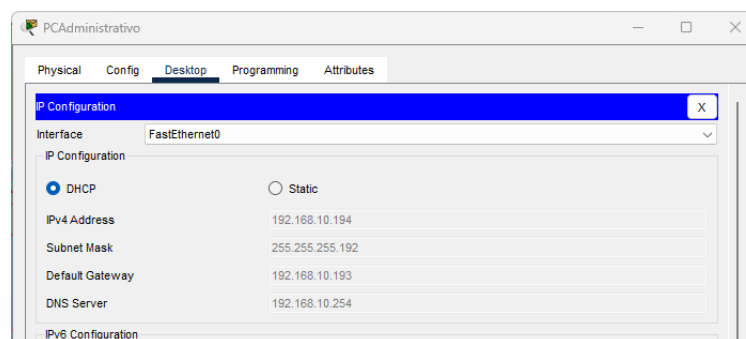 PCAdministrativo
Physical Config Desktop Programming Attributes
IP Configuration X
Interface FastEthernet0
IP Configuration
DHCP Static
IPv4 Address 192.168.10.194
Subnet Mask 255.255.255.192
Default Gateway 192.168.10.193
DNS Server 192.168.10.254
IPv6 Configuration